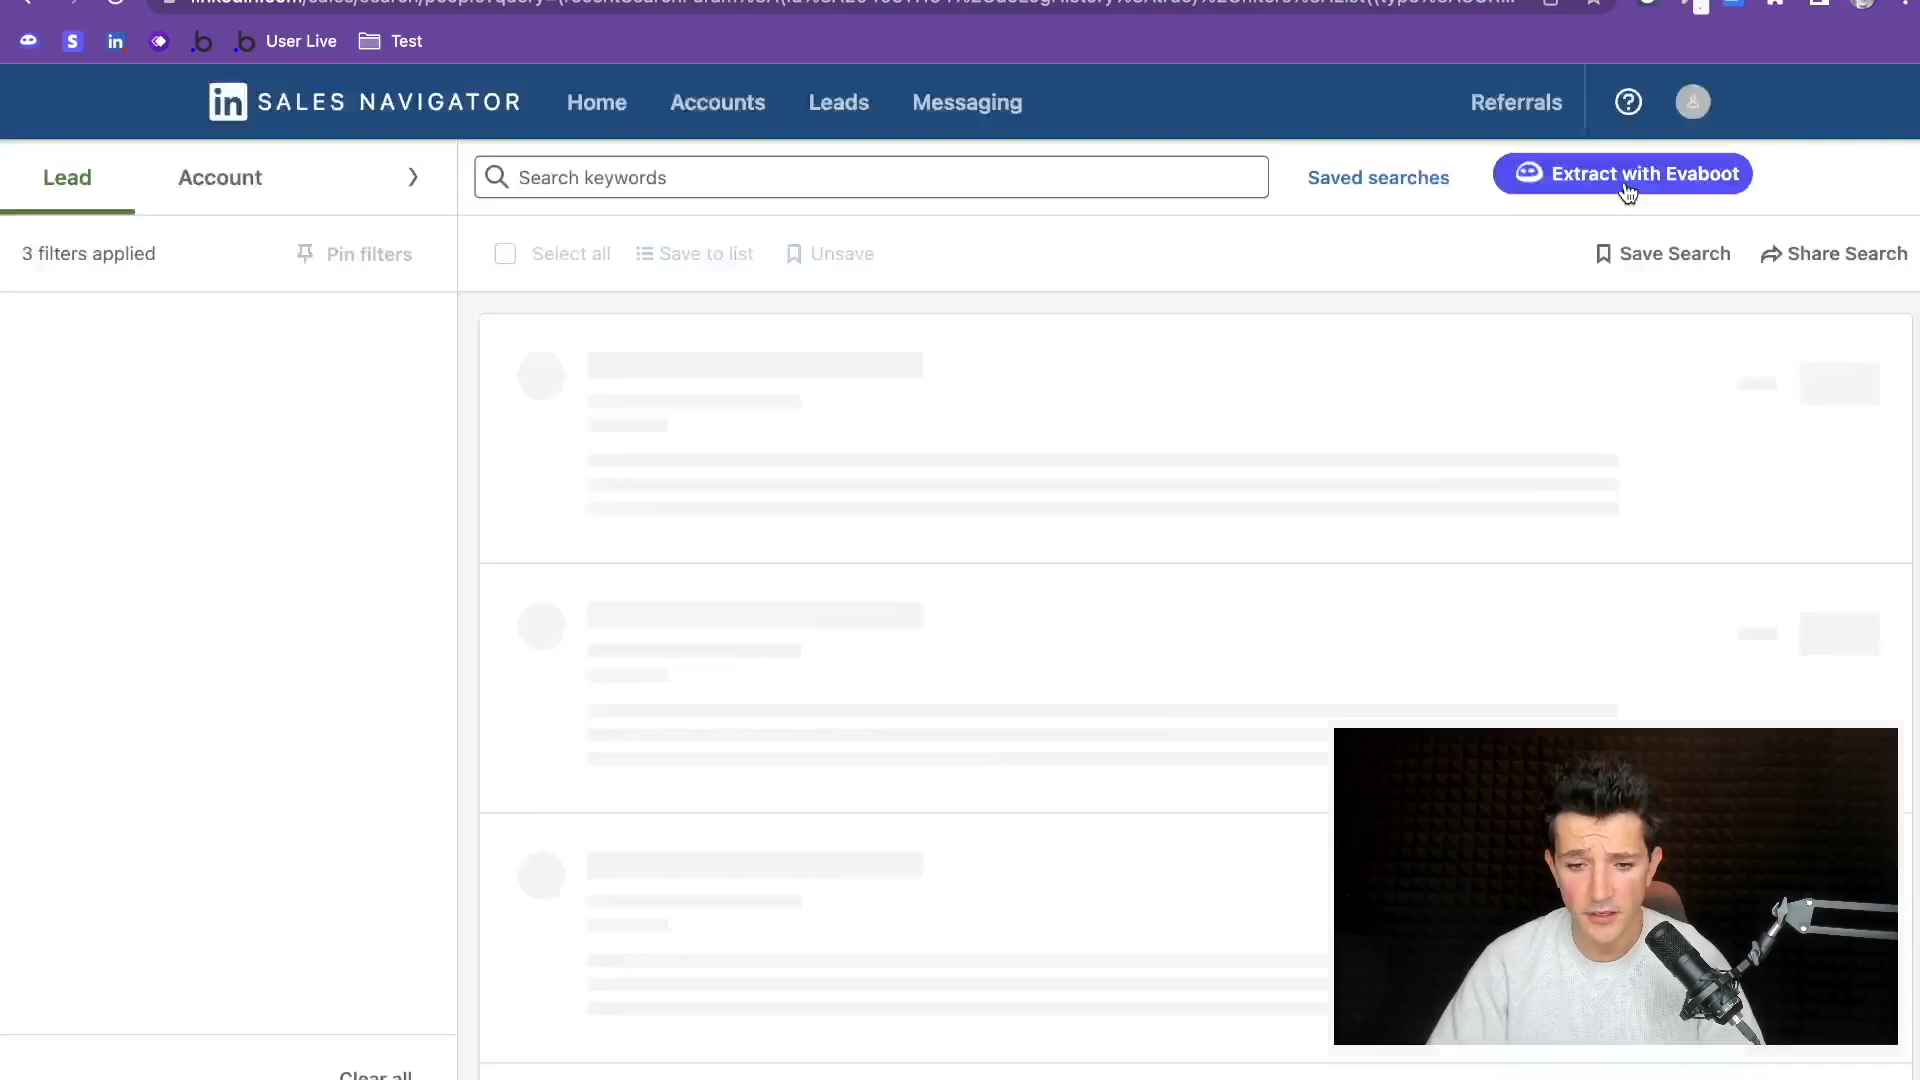 User Live
Test
in SALES NAVIGATOR
Home
Accounts
Leads
Messaging
Referrals
Lead
Account
Search keywords
Saved searches
Extract with Evaboot
3 filters applied
Pin filters
Select all
Save to list
Unsave
Save Search
Share Search
Clear all